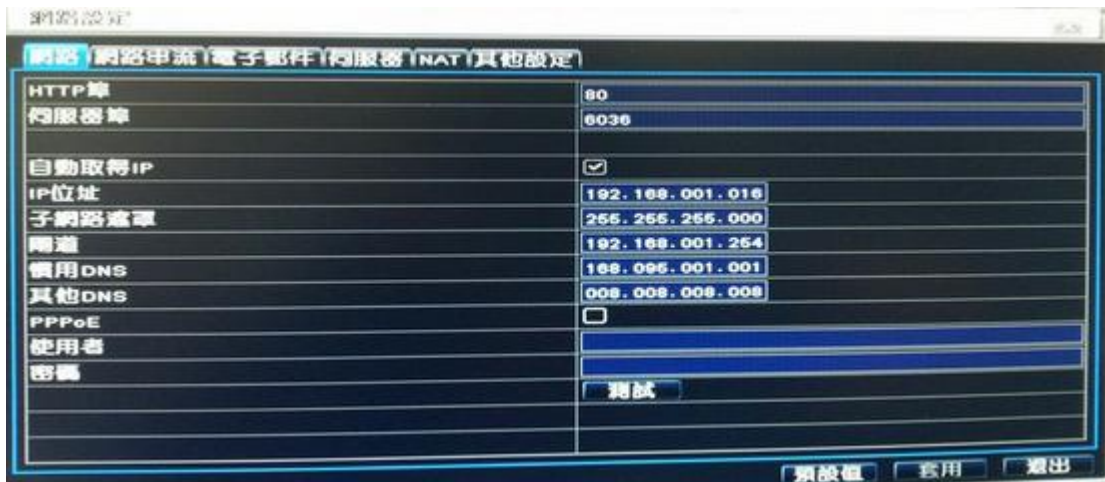 網路設定
網路 網路串流 電子郵件 伺服器 NAT 其他設定
HTTP埠 80
伺服器埠 6036
自動取得IP
IP位址 192.168.001.016
子網路遮罩 255.255.255.000
閘道 192.168.001.254
慣用DNS 168.095.001.001
其他DNS 008.008.008.008
PPPoE
使用者
密碼
測試
預設值 套用 退出